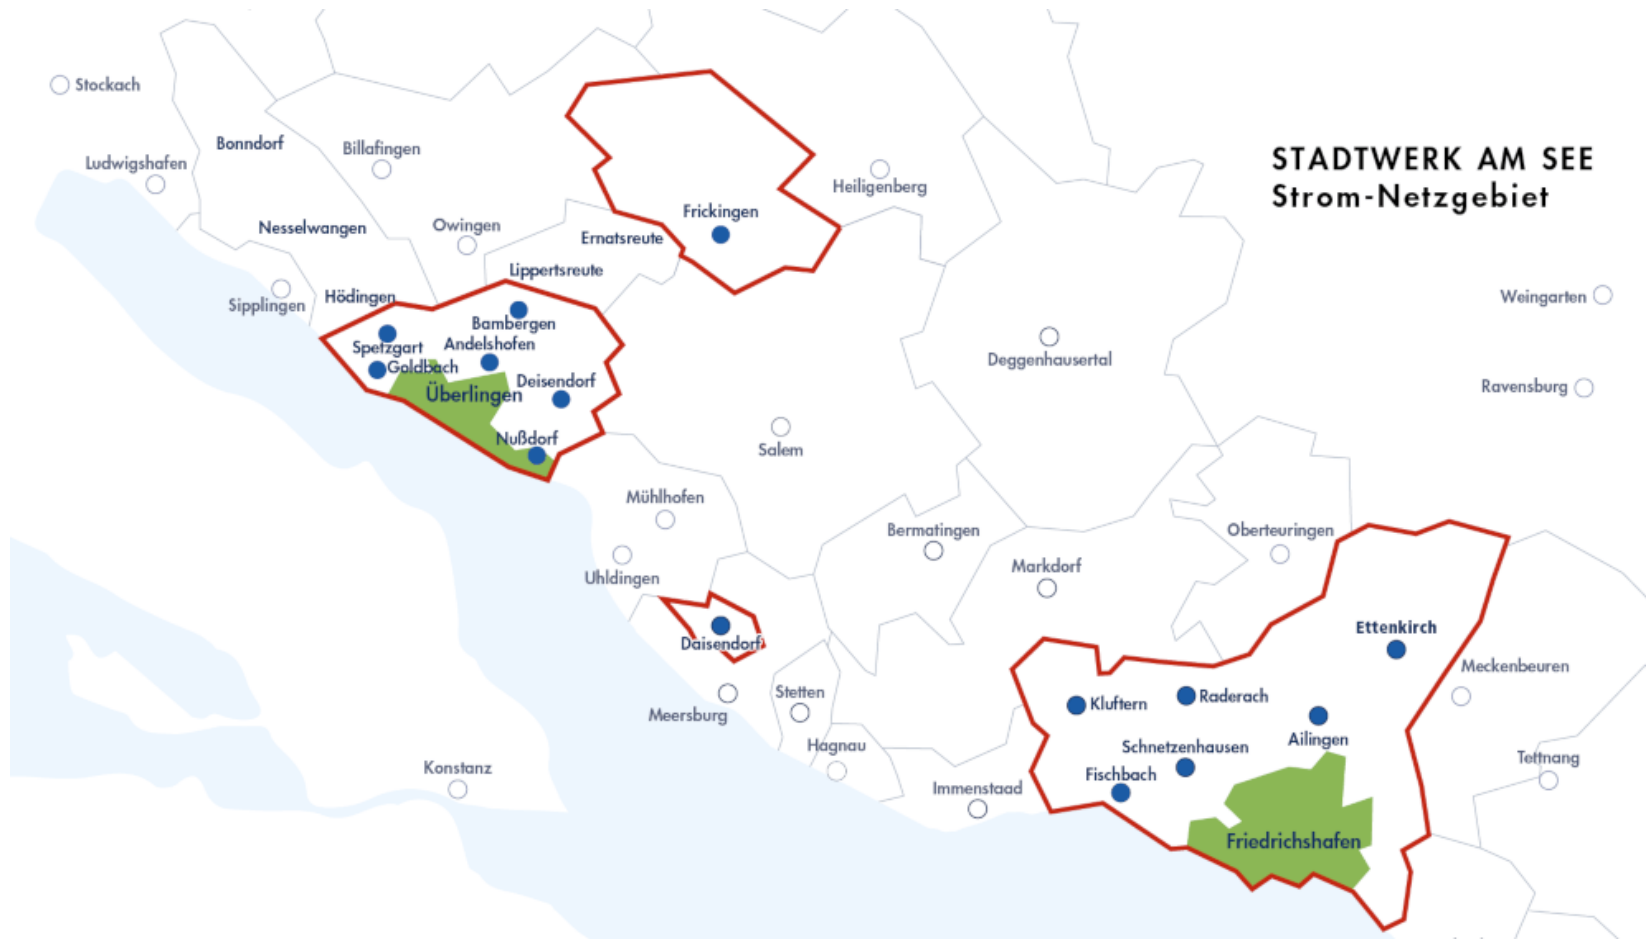 STADTWERK AM SEE
Strom-Netzgebiet
Stockach
Bonndorf
Billafingen
Ludwigshafen
Heiligenberg
Frickingen
Nesselwangen
Owingen
Ernatsreute
Lippertsreute
Hödingen
Sipplingen
Weingarten
Bambergen
Andelshofen
Spetzgart
Goldbach
Deggenhausertal
Deisendorf
Überlingen
Ravensburg
Nußdorf
Salem
Mühlhofen
Bermatingen
Oberteuringen
Markdorf
Uhldingen
Ettenkirch
Daisendorf
Meckenbeuren
Stetten
Raderach
Kluftern
Meersburg
Ailingen
Hagnau
Schnetzenhausen
Tettnang
Konstanz
Fischbach
Immenstaad
Friedrichshafen